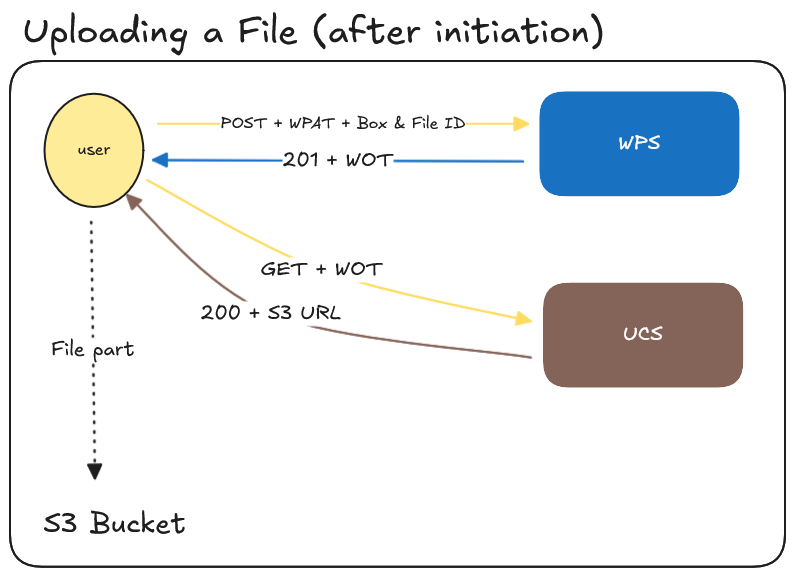 Uploading a File (after initiation)
user
POST + WPAT + Box & File ID
WPS
201 + WOT
GET + WOT
200 + S3 URL
UCS
File part
S3 Bucket